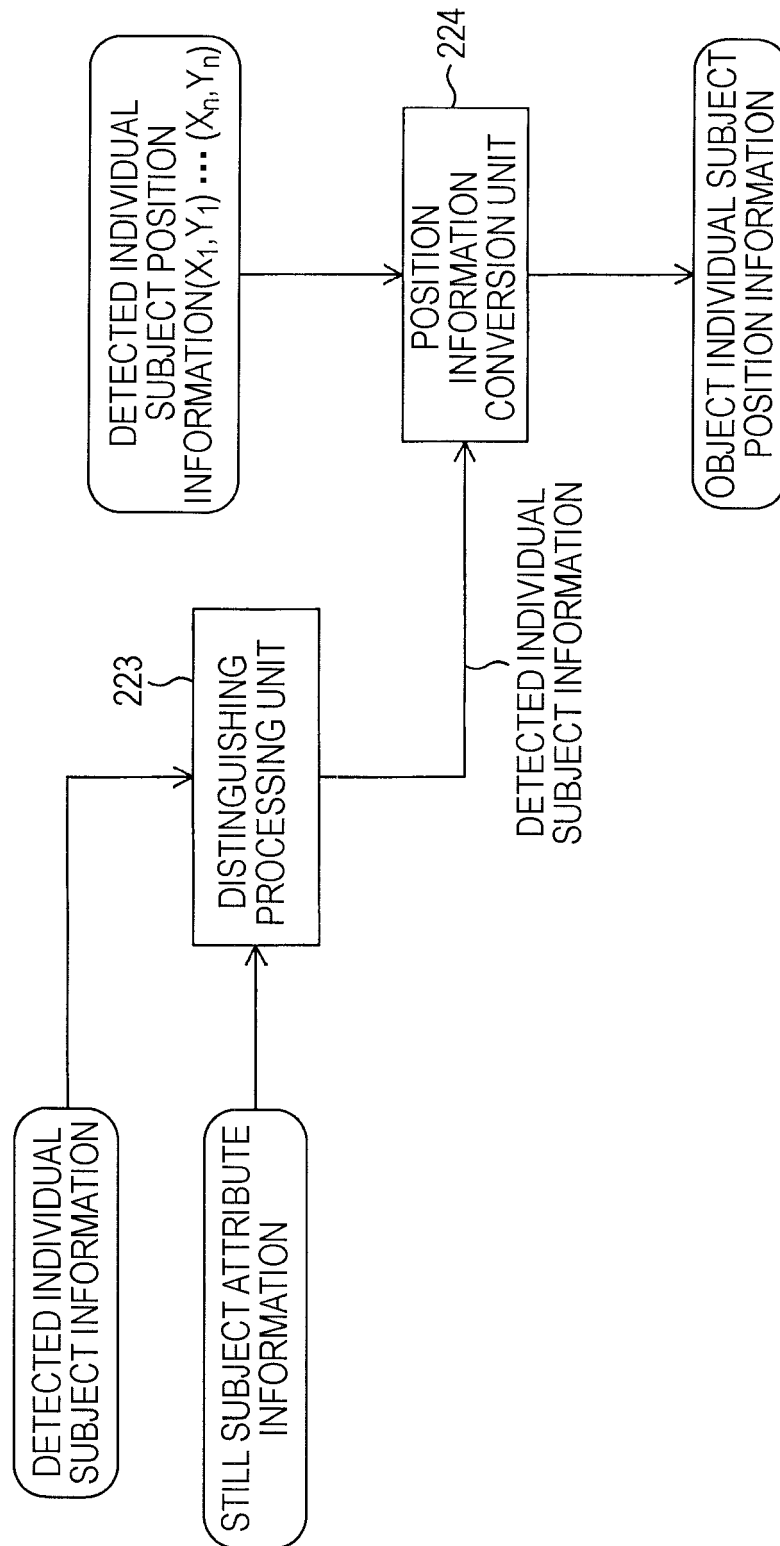 DETECTED INDIVIDUAL
SUBJECT INFORMATION
STILL SUBJECT ATTRIBUTE
INFORMATION
223
DISTINGUISHING
PROCESSING UNIT
DETECTED INDIVIDUAL
SUBJECT INFORMATION
DETECTED INDIVIDUAL
SUBJECT POSITION
INFORMATION(X₁,Y₁) •••• (Xₙ,Yₙ)
224
POSITION
INFORMATION
CONVERSION UNIT
OBJECT INDIVIDUAL SUBJECT
POSITION INFORMATION